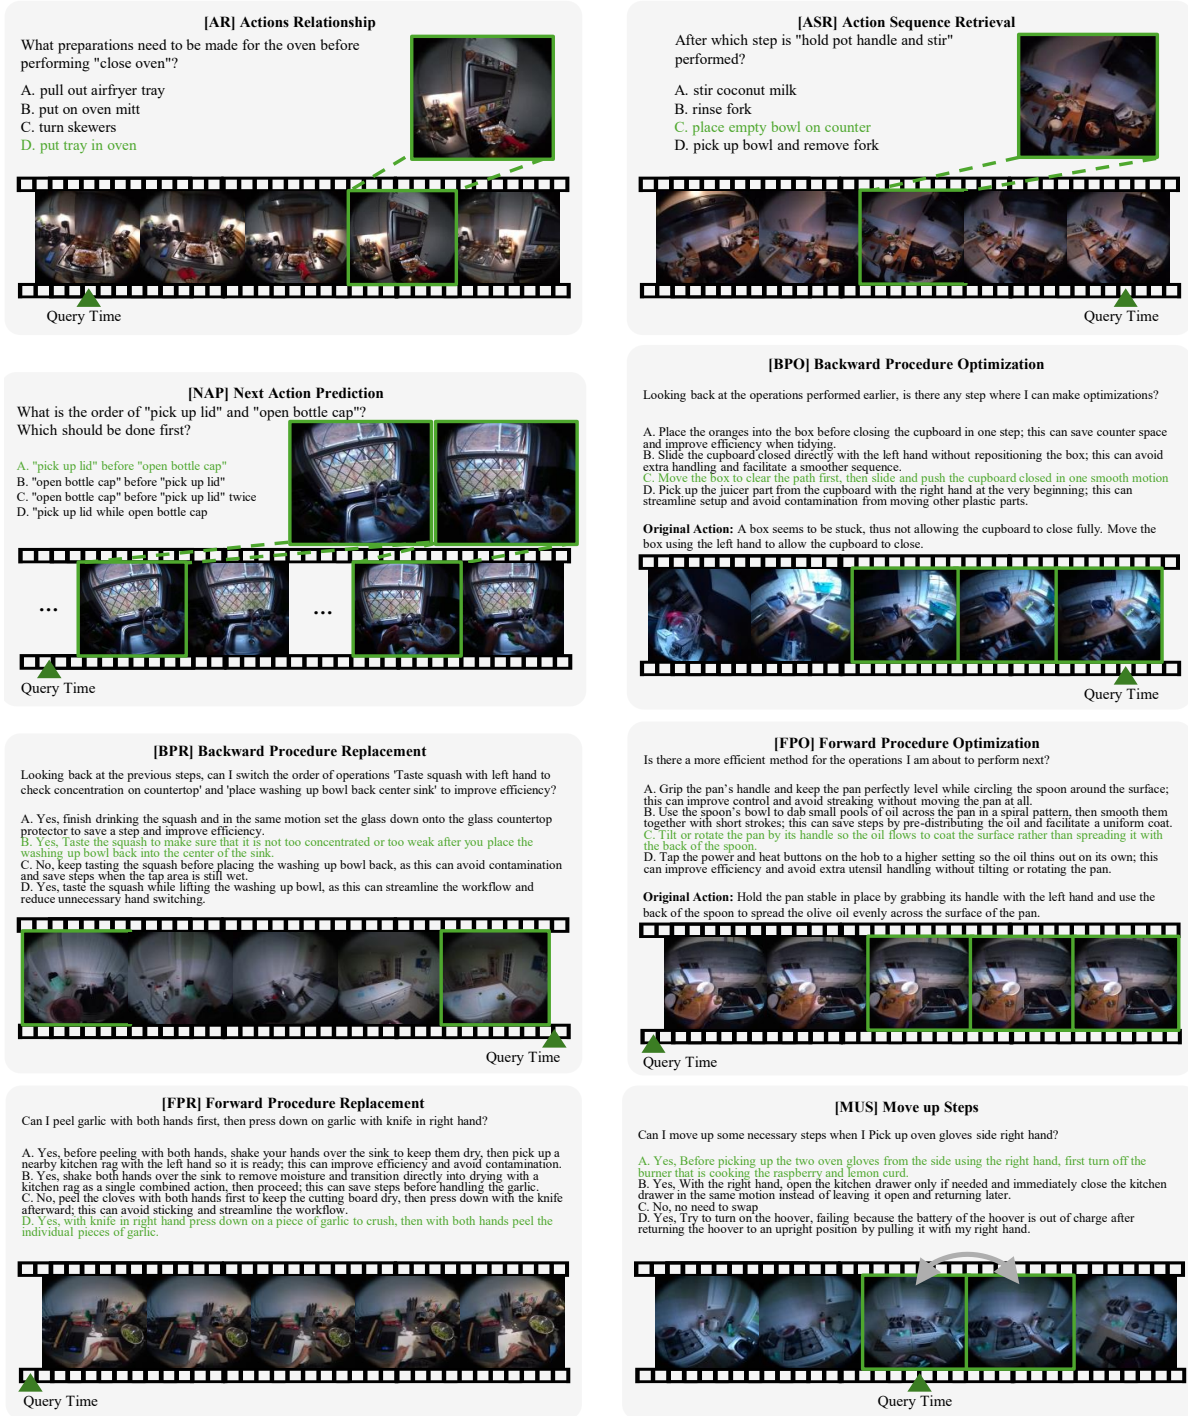 [AR] Actions Relationship
What preparations need to be made for the oven before
performing "close oven"?
A. pull out airfryer tray
B. put on oven mitt
C. turn skewers
D. put tray in oven
Query Time
[ASR] Action Sequence Retrieval
After which step is "hold pot handle and stir"
performed?
A. stir coconut milk
B. rinse fork
C. place empty bowl on counter
D. pick up bowl and remove fork
Query Time
[NAP] Next Action Prediction
What is the order of "pick up lid" and "open bottle cap"?
Which should be done first?
A. "pick up lid" before "open bottle cap"
B. "open bottle cap" before "pick up lid"
C. "open bottle cap" before "pick up lid" twice
D. "pick up lid while open bottle cap
...
...
Query Time
[BPO] Backward Procedure Optimization
Looking back at the operations performed earlier, is there any step where I can make optimizations?
A. Place the oranges into the box before closing the cupboard in one step; this can save counter space
and improve efficiency when tidying.
B. Slide the cupboard closed directly with the left hand without repositioning the box; this can avoid
extra handling and facilitate a smoother sequence.
C. Move the box to clear the path first, then slide and push the cupboard closed in one smooth motion
D. Pick up the juicer part from the cupboard with the right hand at the very beginning; this can
streamline setup and avoid contamination from moving other plastic parts.
Original Action: A box seems to be stuck, thus not allowing the cupboard to close fully. Move the
box using the left hand to allow the cupboard to close.
Query Time
[BPR] Backward Procedure Replacement
Looking back at the previous steps, can I switch the order of operations 'Taste squash with left hand to
check concentration on countertop' and 'place washing up bowl back center sink' to improve efficiency?
A. Yes, finish drinking the squash and in the same motion set the glass down onto the glass countertop
protector to save a step and improve efficiency.
B. Yes, Taste the squash to make sure that it is not too concentrated or too weak after you place the
washing up bowl back into the center of the sink.
C. No, keep tasting the squash before placing the washing up bowl back, as this can avoid contamination
and save steps when the tap area is still wet.
D. Yes, taste the squash while lifting the washing up bowl, as this can streamline the workflow and
reduce unnecessary hand switching.
Query Time
[FPO] Forward Procedure Optimization
Is there a more efficient method for the operations I am about to perform next?
A. Grip the pan's handle and keep the pan perfectly level while circling the spoon around the surface;
this can improve control and avoid streaking without moving the pan at all.
B. Use the spoon's bowl to dab small pools of oil across the pan in a spiral pattern, then smooth them
together with short strokes; this can save steps by pre-distributing the oil and facilitate a uniform coat.
C. Tilt or rotate the pan by its handle so the oil flows to coat the surface rather than spreading it with
the back of the spoon.
D. Tap the power and heat buttons on the hob to a higher setting so the oil thins out on its own; this
can improve efficiency and avoid extra utensil handling without tilting or rotating the pan.
Original Action: Hold the pan stable in place by grabbing its handle with the left hand and use the
back of the spoon to spread the olive oil evenly across the surface of the pan.
Query Time
[FPR] Forward Procedure Replacement
Can I peel garlic with both hands first, then press down on garlic with knife in right hand?
A. Yes, before peeling with both hands, shake your hands over the sink to keep them dry, then pick up a
nearby kitchen rag with the left hand so it is ready; this can improve efficiency and avoid contamination.
B. Yes, shake both hands over the sink to remove moisture and transition directly into drying with a
kitchen rag as a single combined action, then proceed; this can save steps before handling the garlic.
C. No, peel the cloves with both hands first to keep the cutting board dry, then press down with the knife
afterward; this can avoid sticking and streamline the workflow.
D. Yes, with knife in right hand press down on a piece of garlic to crush, then with both hands peel the
individual pieces of garlic.
Query Time
[MUS] Move up Steps
Can I move up some necessary steps when I Pick up oven gloves side right hand?
A. Yes, Before picking up the two oven gloves from the side using the right hand, first turn off the
burner that is cooking the raspberry and lemon curd.
B. Yes, With the right hand, open the kitchen drawer only if needed and immediately close the kitchen
drawer in the same motion instead of leaving it open and returning later.
C. No, no need to swap
D. Yes, Try to turn on the hoover, failing because the battery of the hoover is out of charge after
returning the hoover to an upright position by pulling it with my right hand.
Query Time